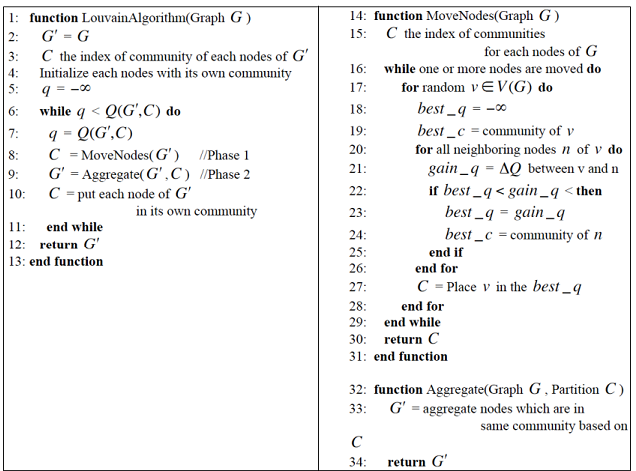 1: function LouvainAlgorithm(Graph G )
2: G′ = G
3: C the index of community of each nodes of G′
4: Initialize each nodes with its own community
5: q = −∞
6: while q < Q(G′,C) do
7: q = Q(G′,C)
8: C = MoveNodes(G′) //Phase 1
9: G′ = Aggregate(G′,C) //Phase 2
10: C = put each node of G′
in its own community
11: end while
12: return G′
13: end function
14: function MoveNodes(Graph G )
15: C the index of communities
for each nodes of G
16: while one or more nodes are moved do
17: for random v∈V(G) do
18: best_q = −∞
19: best_c = community of v
20: for all neighboring nodes n of v do
21: gain_q = ΔQ between v and n
22: if best_q < gain_q < then
23: best_q = gain_q
24: best_c = community of n
25: end if
26: end for
27: C = Place v in the best_q
28: end for
29: end while
30: return C
31: end function
32: function Aggregate(Graph G , Partition C )
33: G′ = aggregate nodes which are in
same community based on
C
34: return G′